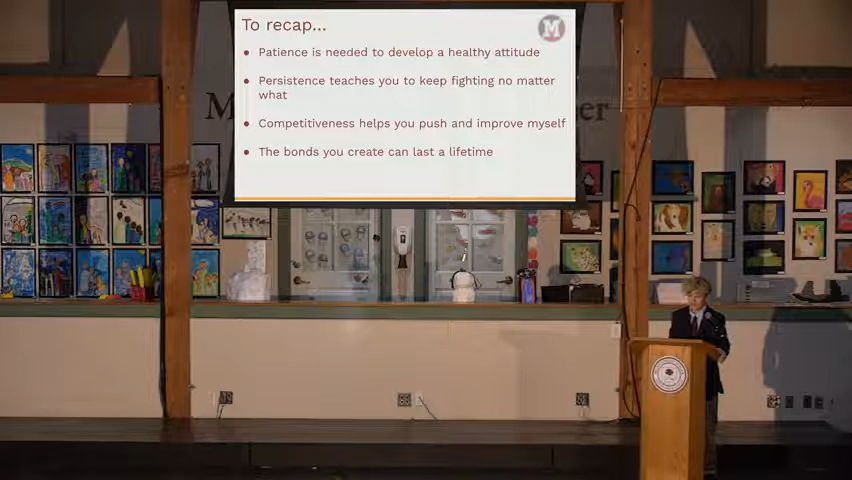 To recap...
M
• Patience is needed to develop a healthy attitude
• Persistence teaches you to keep fighting no matter
what
• Competitiveness helps you push and improve myself
• The bonds you create can last a lifetime
M
er